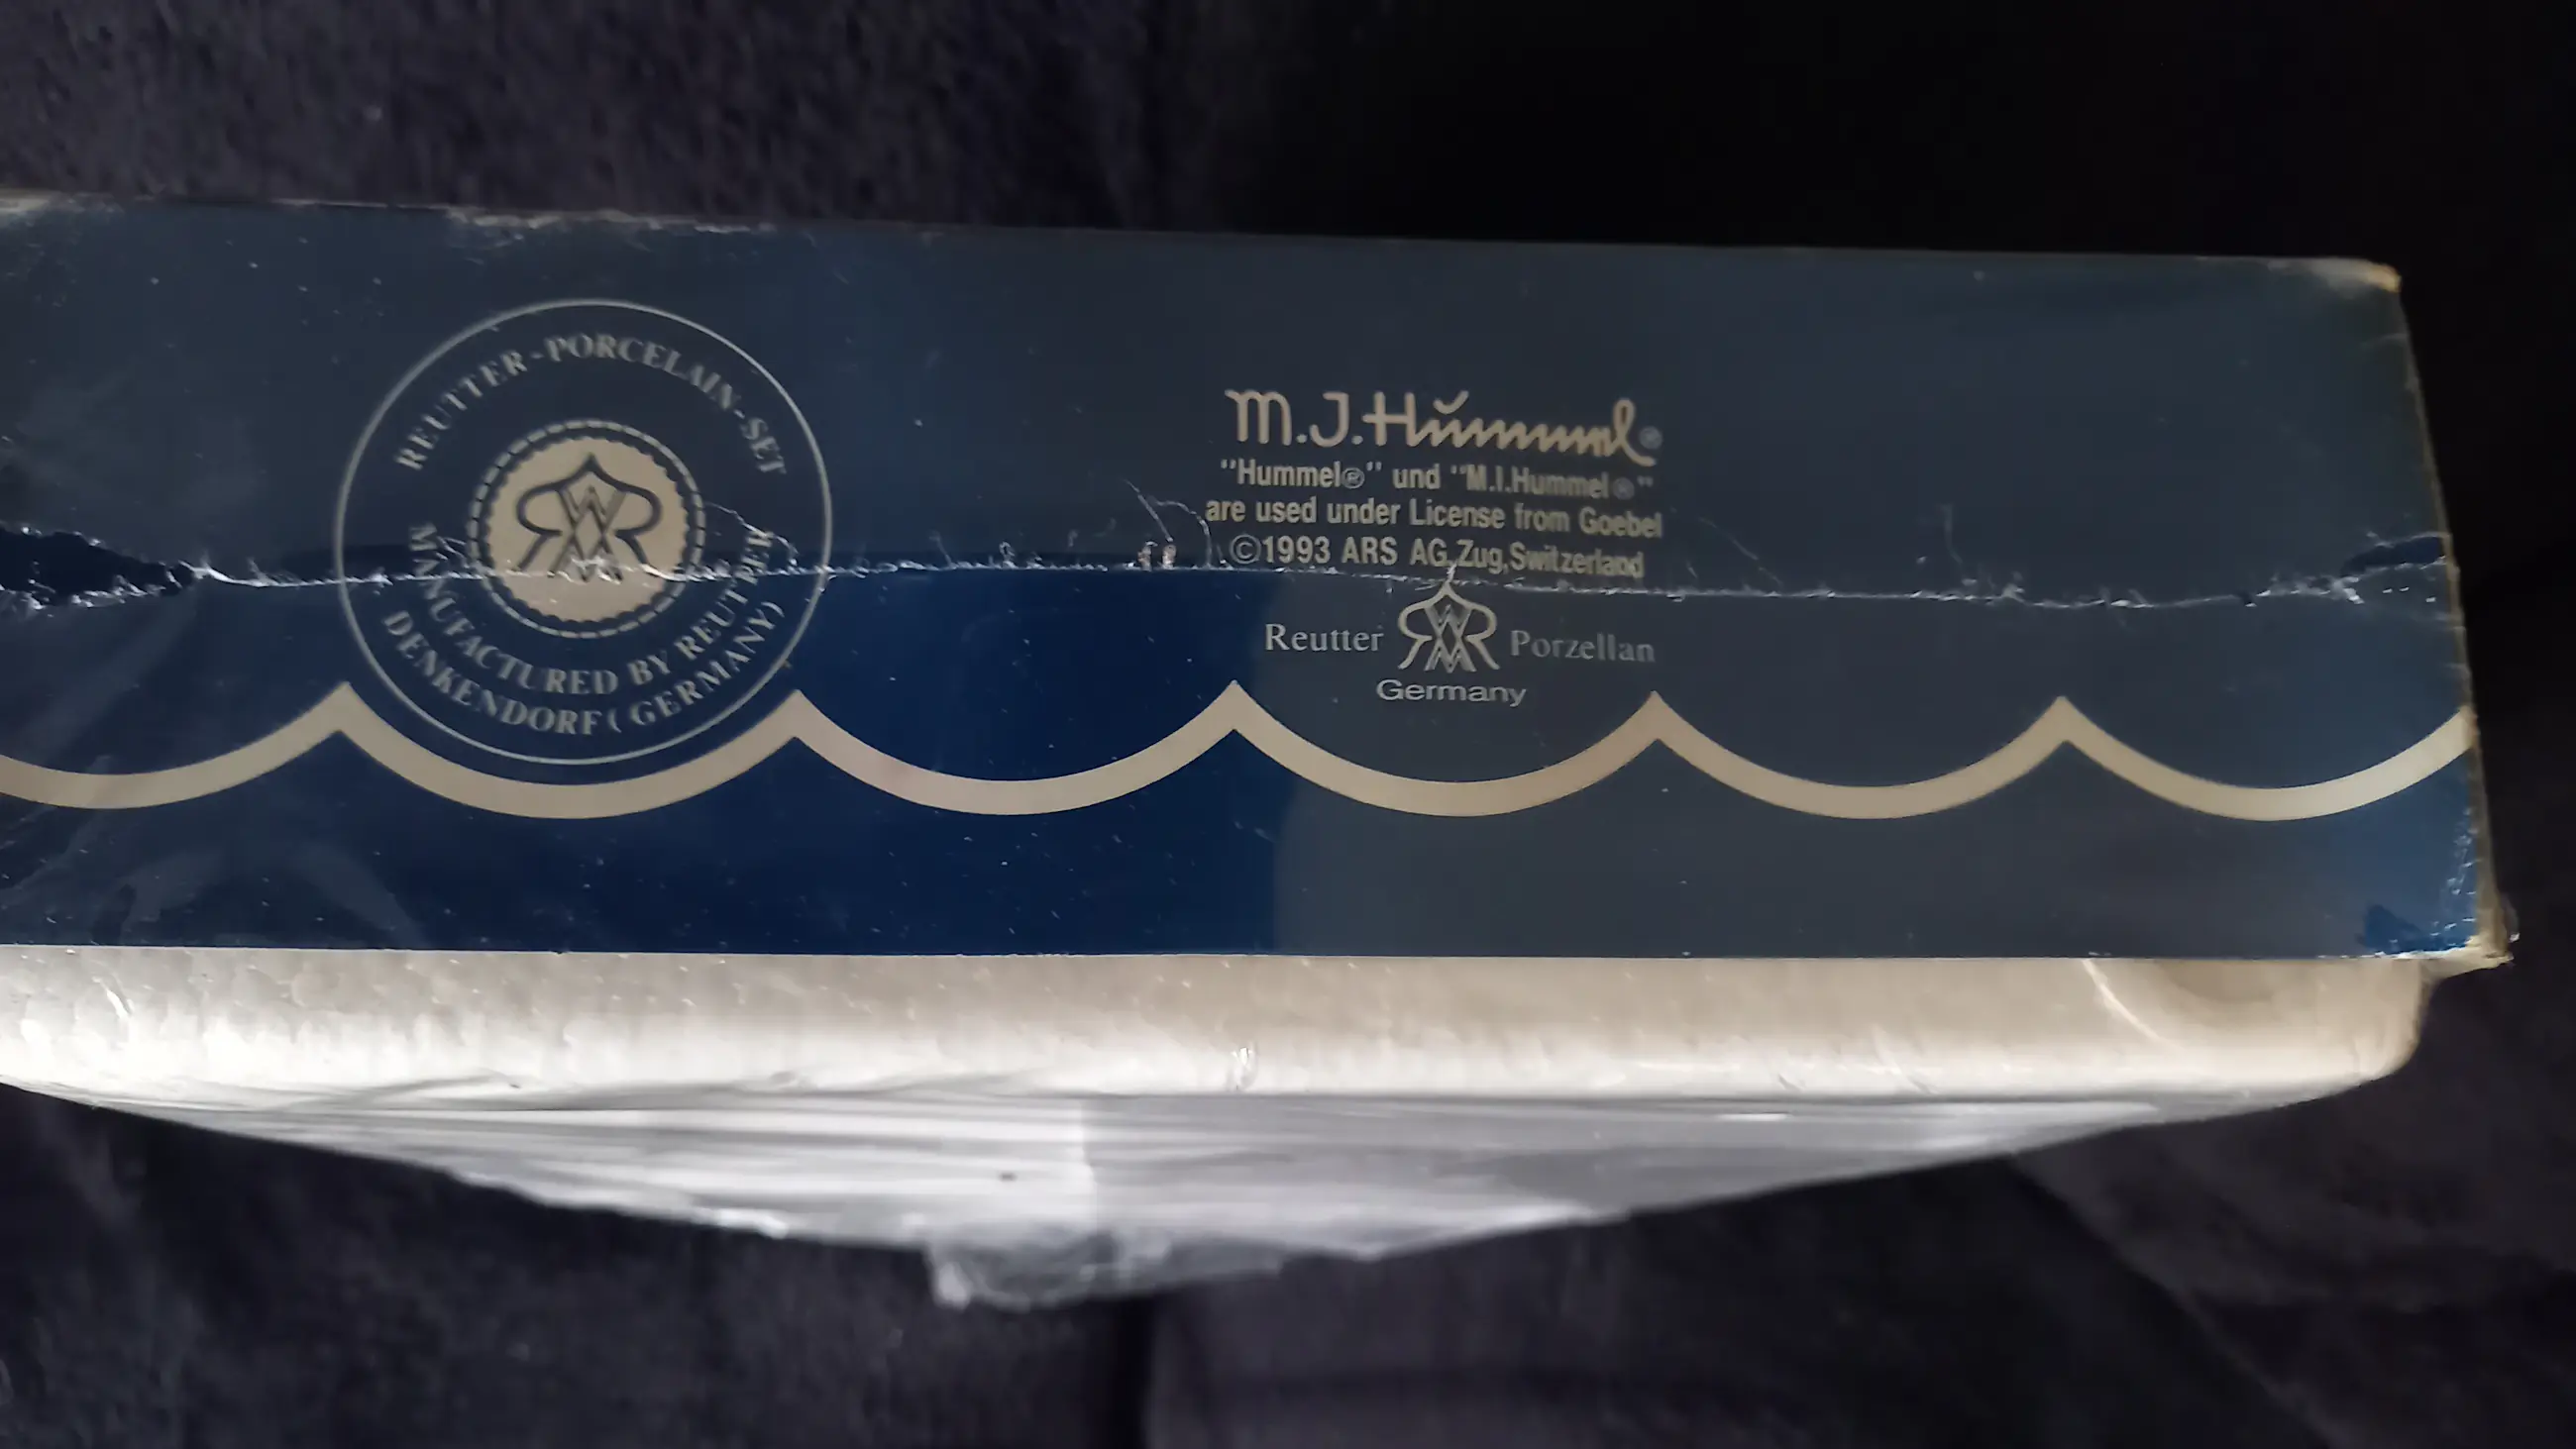 REUTTER-PORCELAIN-SET
MANUFACTURED BY REUTTER
DENKENDORF (GERMANY)
M.J.Hummel®
"Hummel®" und "M.I.Hummel®"
are used under License from Goebel
©1993 ARS AG,Zug,Switzerland
Reutter Porzellan
Germany